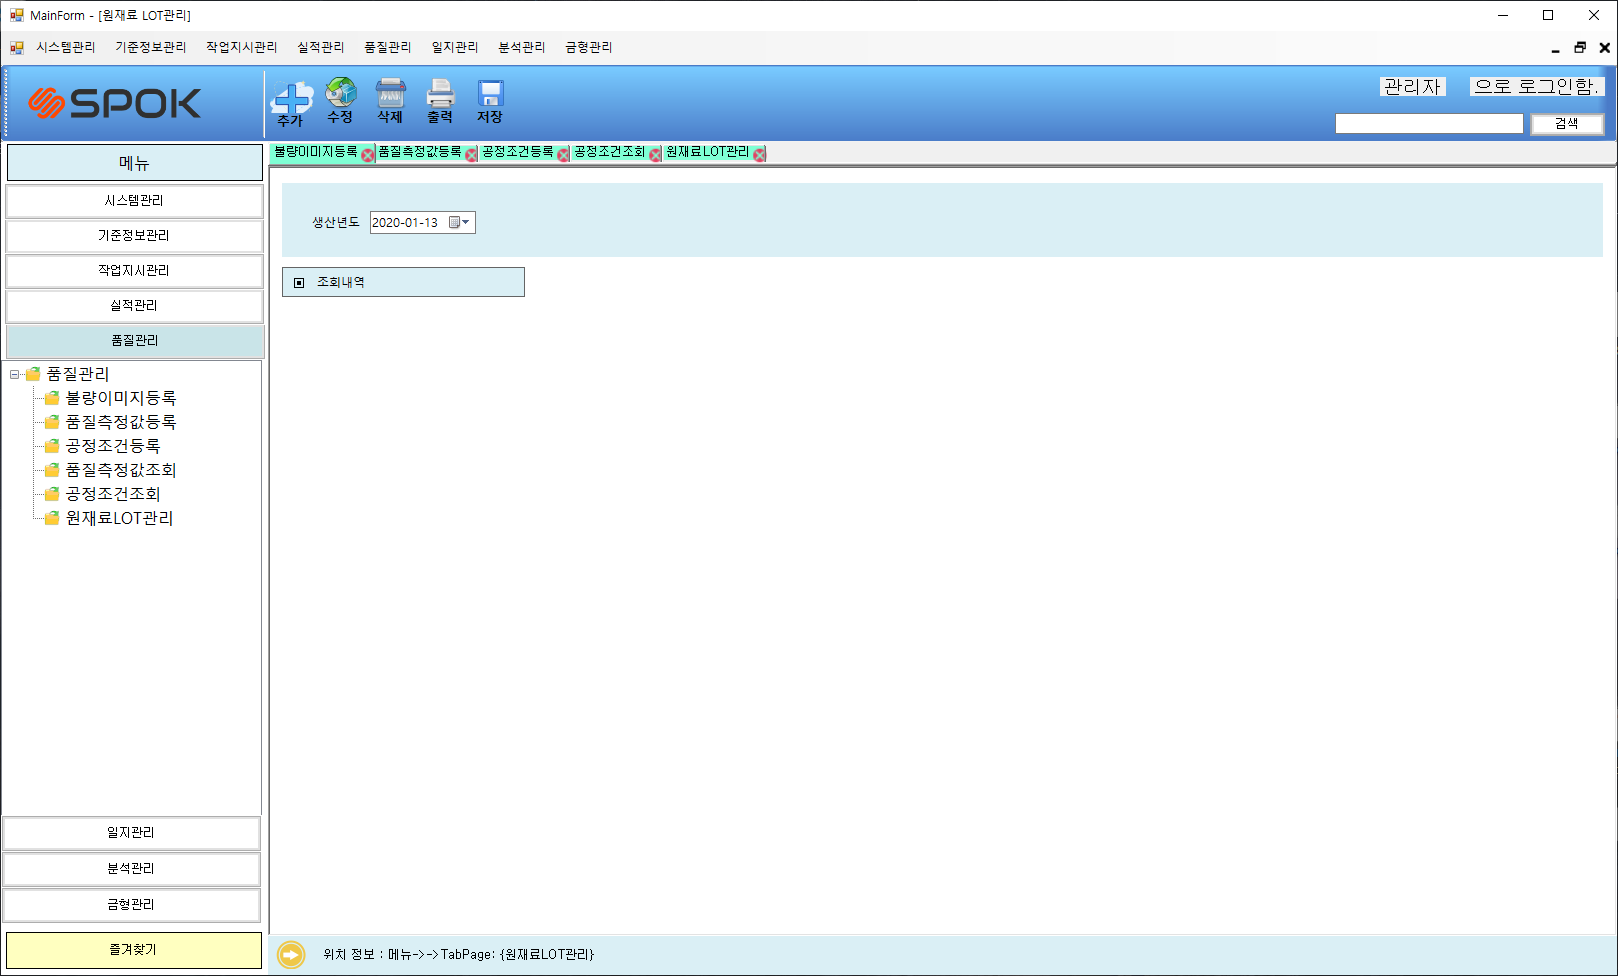 MainForm - [원재료 LOT관리]
시스템관리 기준정보관리 작업지시관리 실적관리 품질관리 일지관리 분석관리 금형관리
SPOK
추가 수정 삭제 출력 저장
관리자 으로 로그인함.
검색
메뉴
불량이미지등록 품질측정값등록 공정조건등록 공정조건조회 원재료LOT관리
시스템관리
기준정보관리
작업지시관리
실적관리
품질관리
품질관리
불량이미지등록
품질측정값등록
공정조건등록
품질측정값조회
공정조건조회
원재료LOT관리
일지관리
분석관리
금형관리
즐겨찾기
생산년도 2020-01-13
조회내역
위치 정보 : 메뉴->->TabPage: {원재료LOT관리}